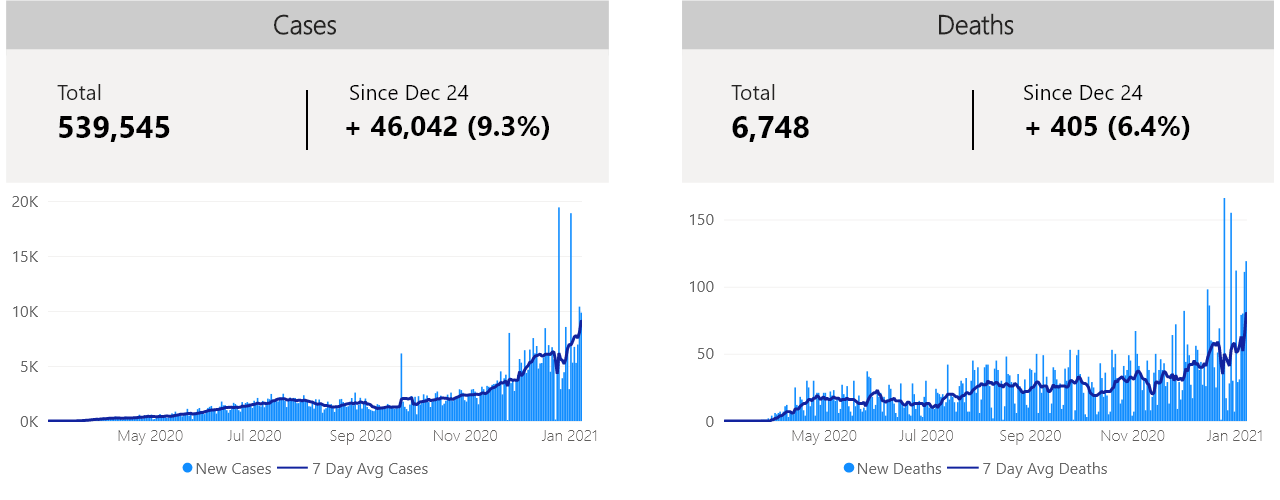 Cases
Total
Since Dec 24
539,545
+ 46,042 (9.3%)
20K
15K
10K
5K
0K
May 2020
Jul 2020
Sep 2020
Nov 2020
Jan 2021
New Cases
7 Day Avg Cases
Deaths
Total
Since Dec 24
6,748
+ 405 (6.4%)
150
100
50
0
May 2020
Jul 2020
Sep 2020
Nov 2020
Jan 2021
New Deaths
7 Day Avg Deaths